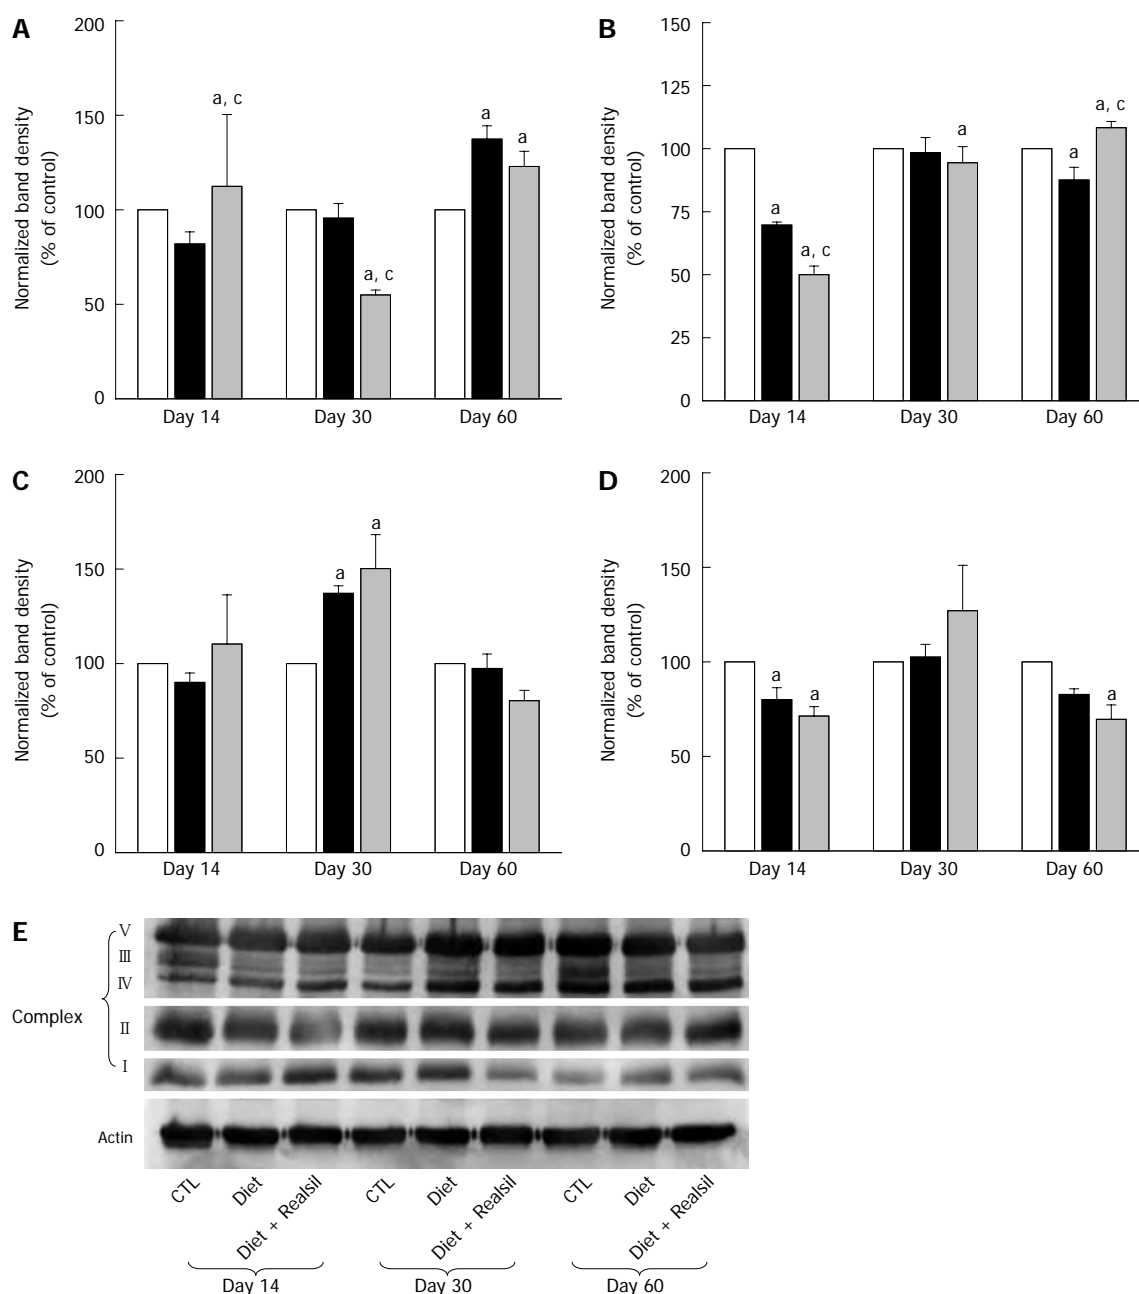 A
Normalized band density
(% of control)
200
150
100
50
0
a, c
a, c
a
a
Day 14
Day 30
Day 60
B
Normalized band density
(% of control)
150
125
100
75
50
25
0
a
a, c
a
a
a, c
Day 14
Day 30
Day 60
C
Normalized band density
(% of control)
200
150
100
50
0
a
a
Day 14
Day 30
Day 60
D
Normalized band density
(% of control)
200
150
100
50
0
a
a
a
Day 14
Day 30
Day 60
E
Complex
V
III
IV
II
I
Actin
CTL
Diet
Diet + Realsil
CTL
Diet
Diet + Realsil
CTL
Diet
Diet + Realsil
Day 14
Day 30
Day 60